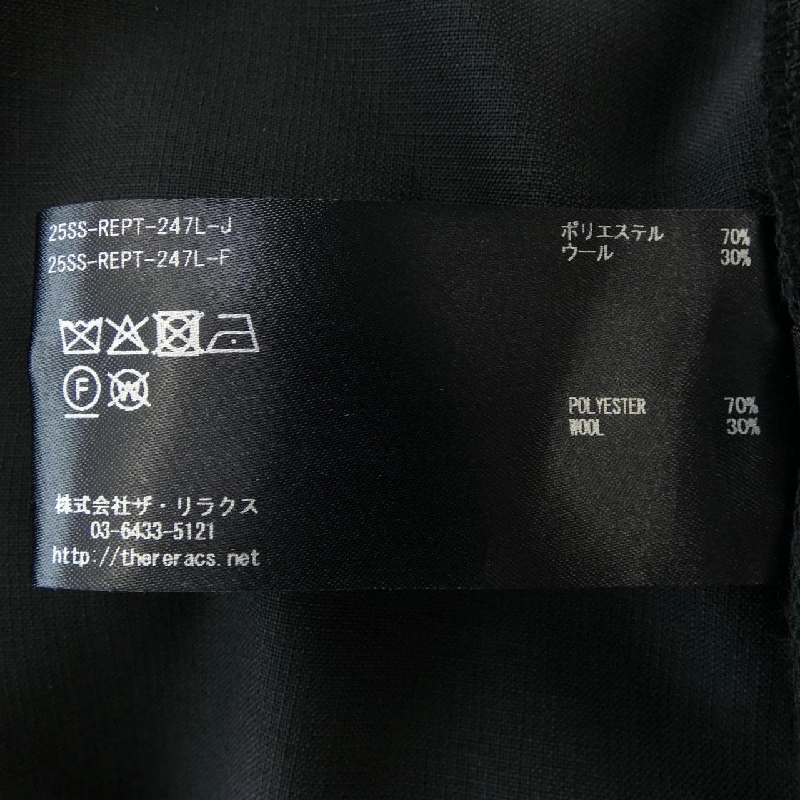 25SS-REPT-247L-J
25SS-REPT-247L-F
ポリエステル 70%
ウール 30%
F
W
POLYESTER 70%
WOOL 30%
株式会社ザ・リラクス
03-6433-5121
http://thereracs.net